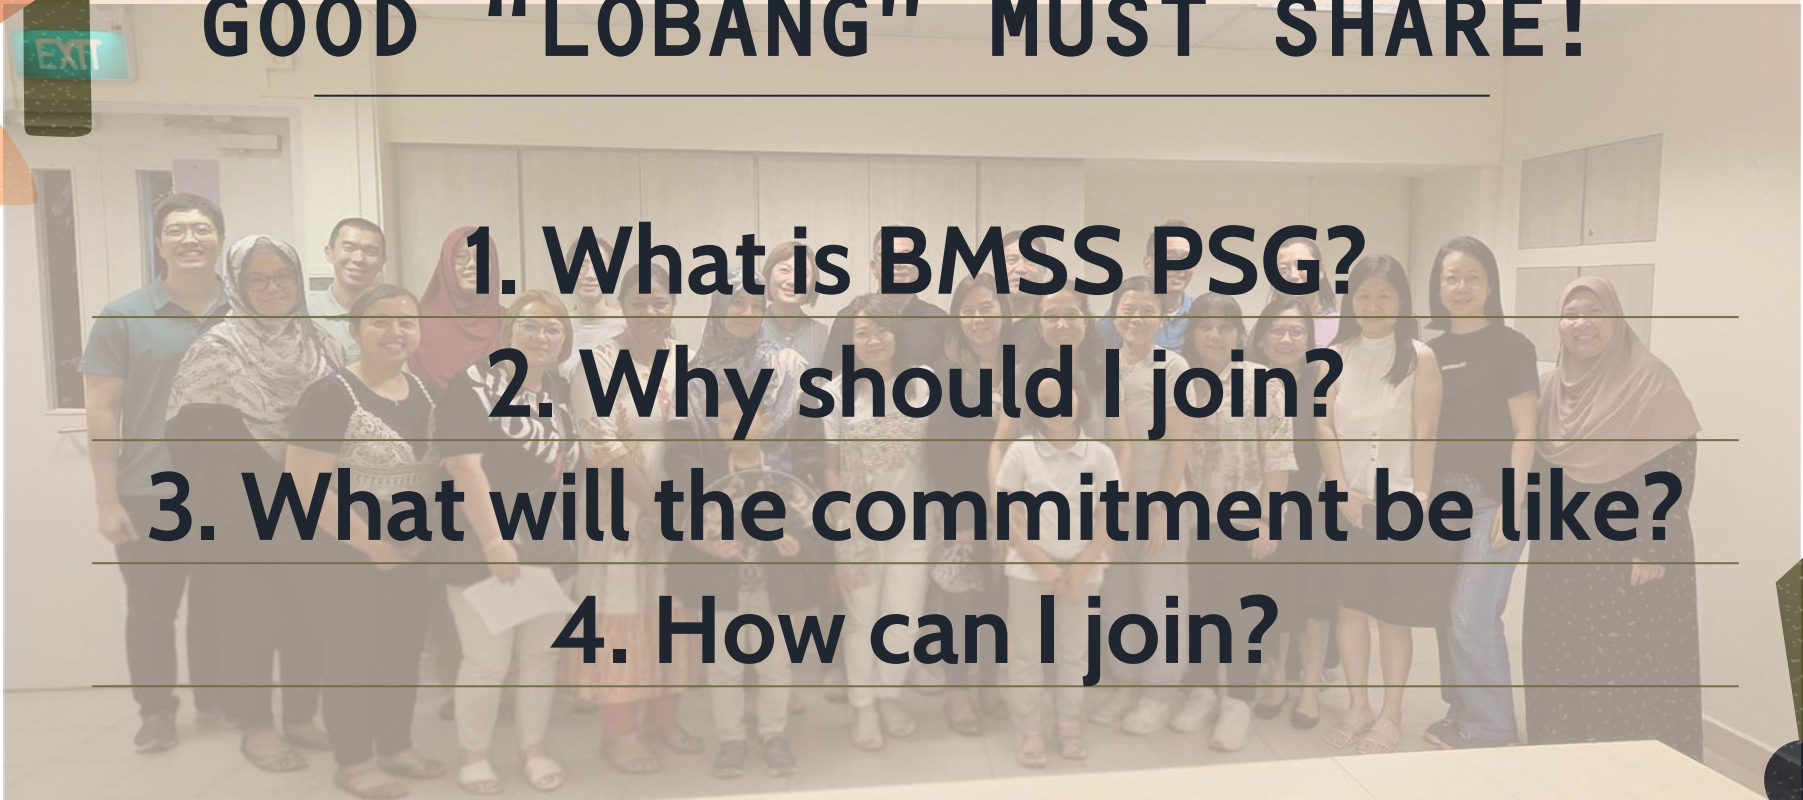 EXIT
GOOD "LOBANG" MUST SHARE!
1. What is BMSS PSG?
2. Why should I join?
3. What will the commitment be like?
4. How can I join?